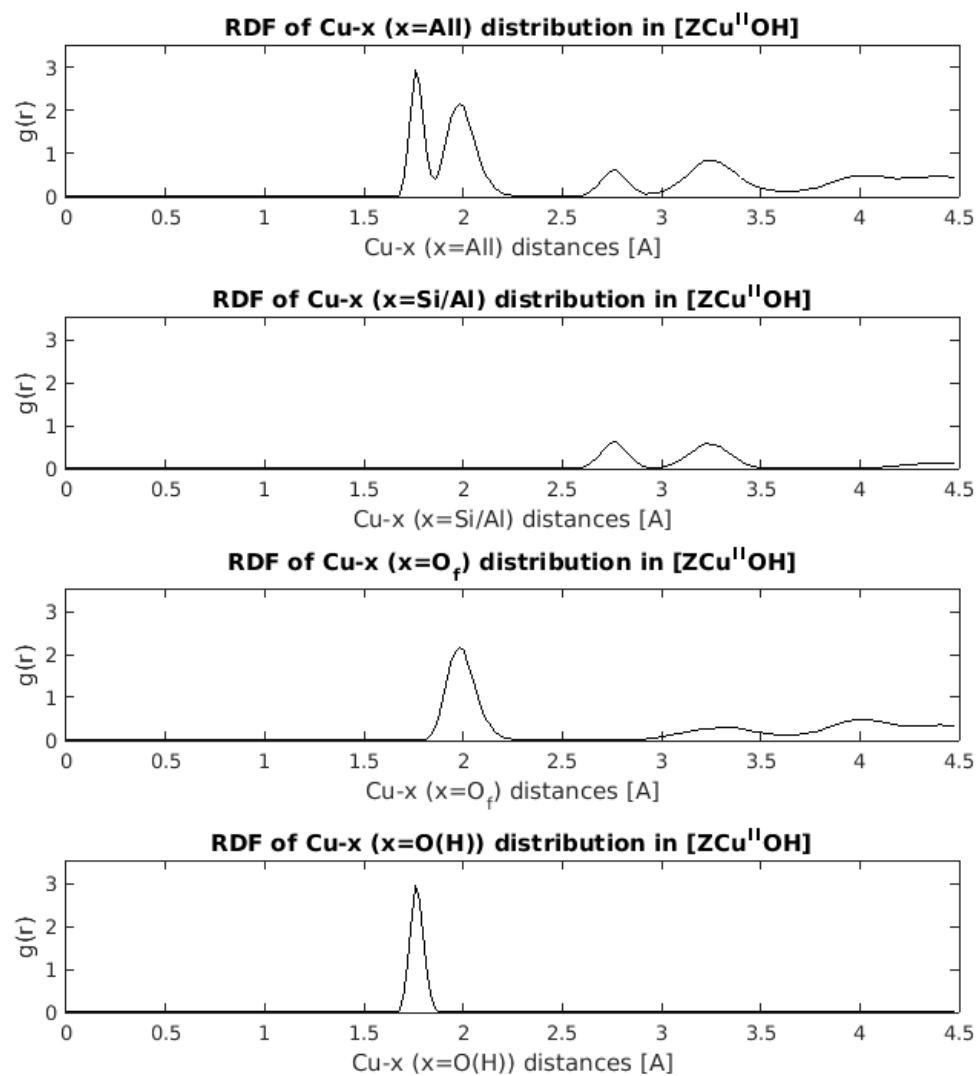 RDF of Cu-x (x=All) distribution in [ZCuᴵᴵOH]
3
2
1
0
g(r)
0 0.5 1 1.5 2 2.5 3 3.5 4 4.5
Cu-x (x=All) distances [A]
RDF of Cu-x (x=Si/Al) distribution in [ZCuᴵᴵOH]
3
2
1
0
g(r)
0 0.5 1 1.5 2 2.5 3 3.5 4 4.5
Cu-x (x=Si/Al) distances [A]
RDF of Cu-x (x=O_f) distribution in [ZCuᴵᴵOH]
3
2
1
0
g(r)
0 0.5 1 1.5 2 2.5 3 3.5 4 4.5
Cu-x (x=O_f) distances [A]
RDF of Cu-x (x=O(H)) distribution in [ZCuᴵᴵOH]
3
2
1
0
g(r)
0 0.5 1 1.5 2 2.5 3 3.5 4 4.5
Cu-x (x=O(H)) distances [A]